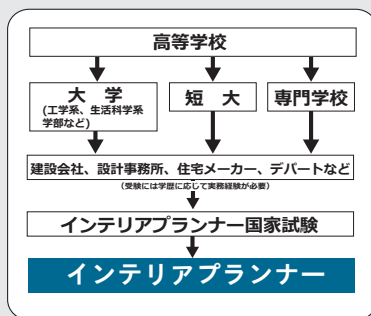 高等学校
大学
(工学系、生活科学系
学部など)
短大
専門学校
建設会社、設計事務所、住宅メーカー、デパートなど
(受験には学歴に応じて実務経験が必要)
インテリアプランナー国家試験
インテリアプランナー